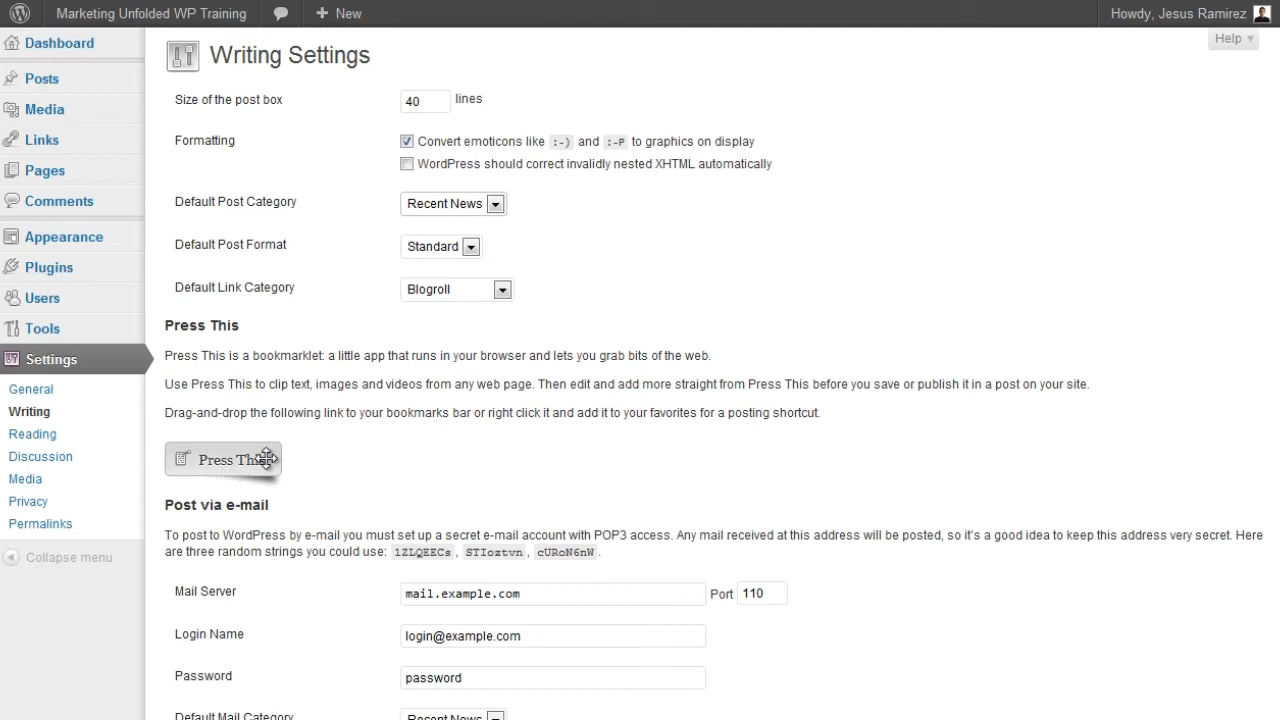 Marketing Unfolded WP Training
New
Howdy, Jesus Ramirez
Help
Dashboard
Posts
Media
Links
Pages
Comments
Appearance
Plugins
Users
Tools
Settings
General
Writing
Reading
Discussion
Media
Privacy
Permalinks
Collapse menu
Writing Settings
Size of the post box 40 lines
Formatting Convert emoticons like :-) and :-P to graphics on display
WordPress should correct invalidly nested XHTML automatically
Default Post Category Recent News
Default Post Format Standard
Default Link Category Blogroll
Press This
Press This is a bookmarklet: a little app that runs in your browser and lets you grab bits of the web.
Use Press This to clip text, images and videos from any web page. Then edit and add more straight from Press This before you save or publish it in a post on your site.
Drag-and-drop the following link to your bookmarks bar or right click it and add it to your favorites for a posting shortcut.
Press This
Post via e-mail
To post to WordPress by e-mail you must set up a secret e-mail account with POP3 access. Any mail received at this address will be posted, so it's a good idea to keep this address very secret. Here
are three random strings you could use: 1ZLQEECs, STIoztvn, cURoN6nW.
Mail Server mail.example.com Port 110
Login Name login@example.com
Password password
Default Mail Category Recent News